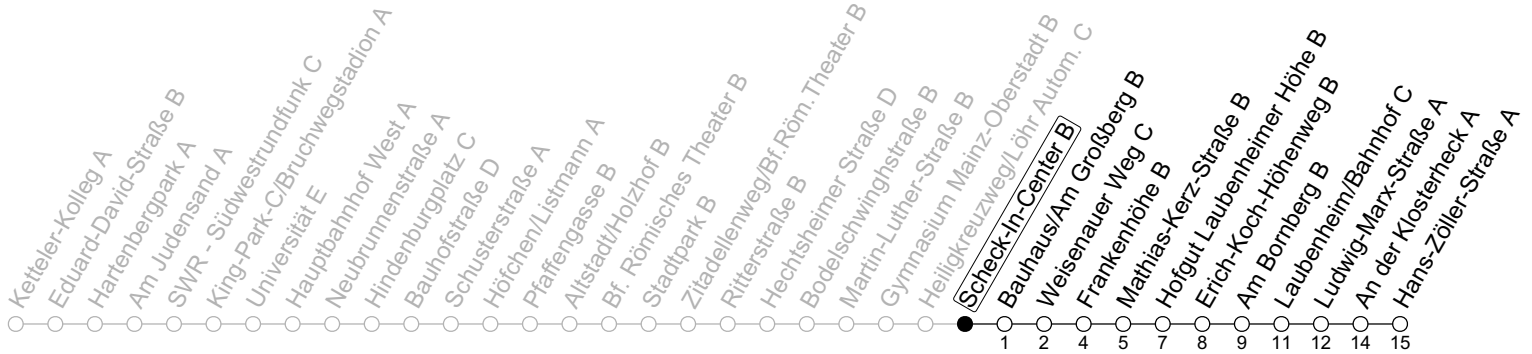 Ketteler-Kolleg A
Eduard-David-Straße B
Hartenbergpark A
Am Judensand A
SWR - Südwestrundfunk C
King-Park-C/Bruchwegstadion A
Universität E
Hauptbahnhof West A
Neubrunnenstraße A
Hindenburgplatz C
Bauhofstraße D
Schusterstraße A
Höfchen/Listmann A
Pfaffengasse B
Altstadt/Holzhof B
Bf. Römisches Theater B
Stadtpark B
Zitadellenweg/Bf.Röm.Theater B
Ritterstraße B
Hechtsheimer Straße D
Bodelschwinghstraße B
Martin-Luther-Straße B
Gymnasium Mainz-Oberstadt B
Heiligkreuzweg/Löhr Autom. C
Scheck-In-Center B
Bauhaus/Am Großberg B
Weisenauer Weg C
Frankenhöhe B
Mathias-Kerz-Straße B
Hofgut Laubenheimer Höhe B
Erich-Koch-Höhenweg B
Am Bornberg B
Laubenheim/Bahnhof C
Ludwig-Marx-Straße A
An der Klosterheck A
Hans-Zöller-Straße A
1 2 4 5 7 8 9 11 12 14 15